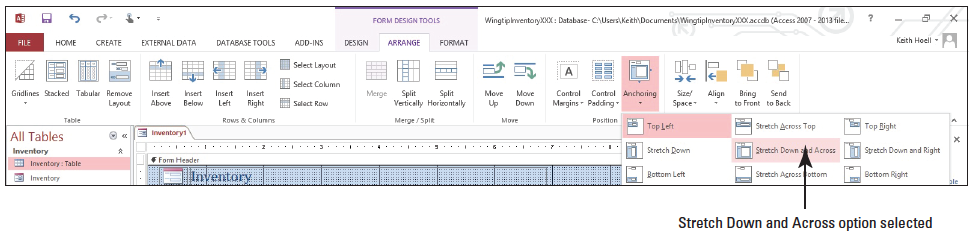 FORM DESIGN TOOLS
WingtipInventoryXXX : Database- C:\Users\Keith\Documents\WingtipInventoryXXX.accdb (Access 2007 - 2013 file...
?
FILE HOME CREATE EXTERNAL DATA DATABASE TOOLS ADD-INS DESIGN ARRANGE FORMAT Keith Hoell
Gridlines Stacked Tabular Remove Layout
Table
Insert Above Insert Below Insert Left Insert Right
Select Layout
Select Column
Select Row
Rows & Columns
Merge Split Vertically Split Horizontally
Merge / Split
Move Up Move Down
Move
Control Margins Control Padding Anchoring
Position
Size/ Space Align Bring to Front Send to Back
All Tables
Inventory
Inventory : Table
Inventory
Inventory1
Form Header
Inventory
Top Left Stretch Across Top Top Right
Stretch Down Stretch Down and Across Stretch Down and Right
Bottom Left Stretch Across Bottom Bottom Right
Stretch Down and Across option selected